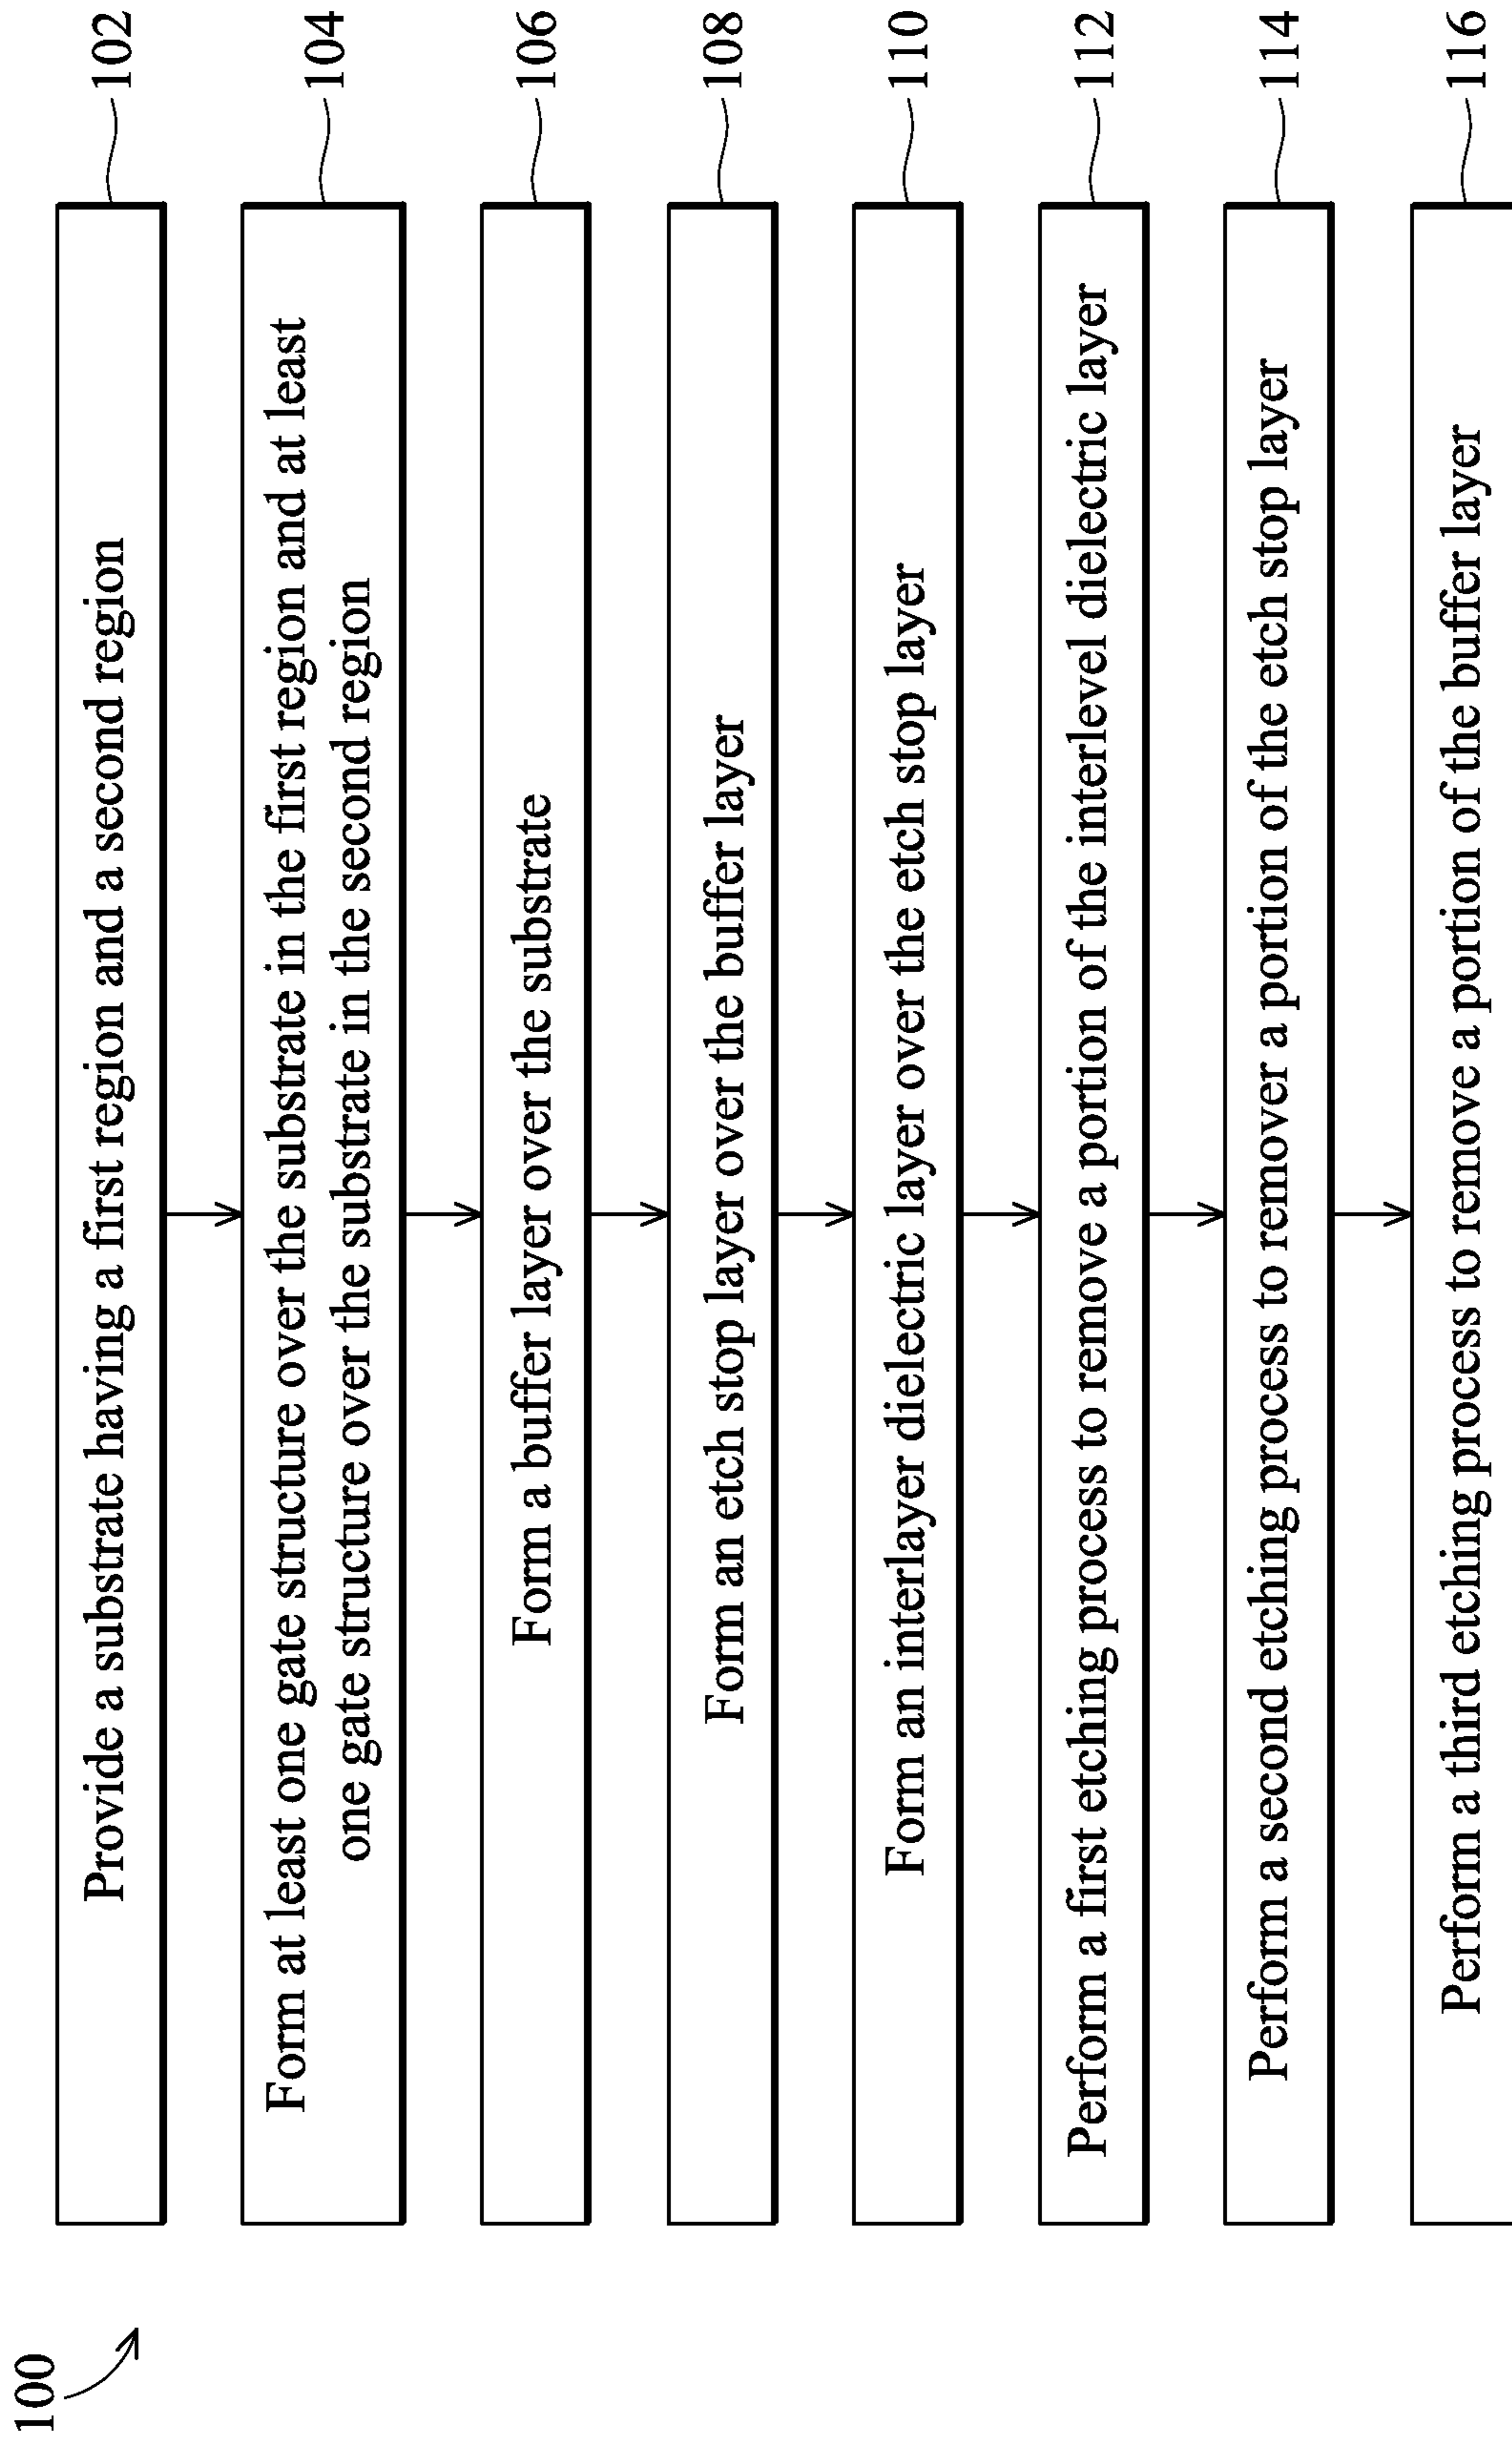 100
Provide a substrate having a first region and a second region
102
Form at least one gate structure over the substrate in the first region and at least
one gate structure over the substrate in the second region
104
Form a buffer layer over the substrate
106
Form an etch stop layer over the buffer layer
108
Form an interlayer dielectric layer over the etch stop layer
110
Perform a first etching process to remove a portion of the interlevel dielectric layer
112
Perform a second etching process to remover a portion of the etch stop layer
114
Perform a third etching process to remove a portion of the buffer layer
116